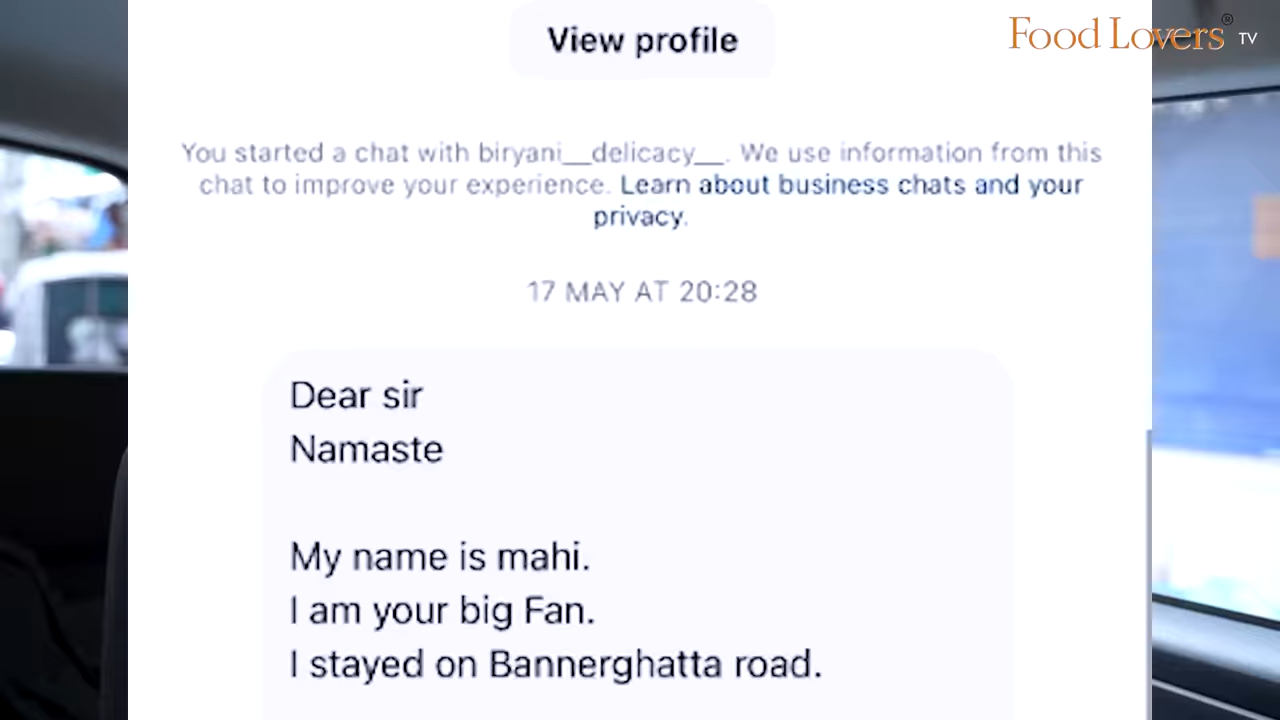 View profile
Food Lovers® TV
You started a chat with biryani__delicacy__. We use information from this
chat to improve your experience. Learn about business chats and your
privacy.
17 MAY AT 20:28
Dear sir
Namaste
My name is mahi.
I am your big Fan.
I stayed on Bannerghatta road.